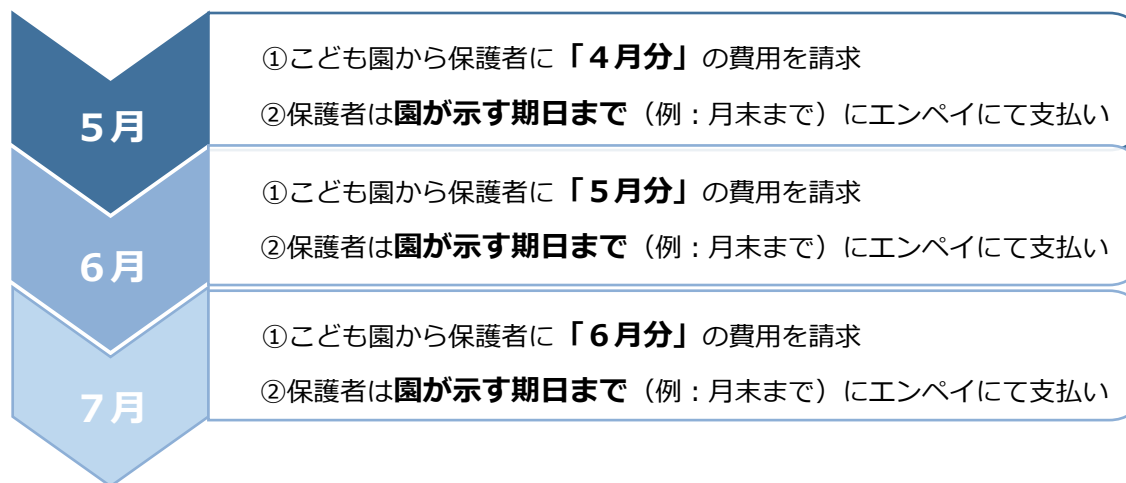 5月
①こども園から保護者に「４月分」の費用を請求
②保護者は園が示す期日まで（例：月末まで）にエンペイにて支払い
6月
①こども園から保護者に「５月分」の費用を請求
②保護者は園が示す期日まで（例：月末まで）にエンペイにて支払い
7月
①こども園から保護者に「６月分」の費用を請求
②保護者は園が示す期日まで（例：月末まで）にエンペイにて支払い